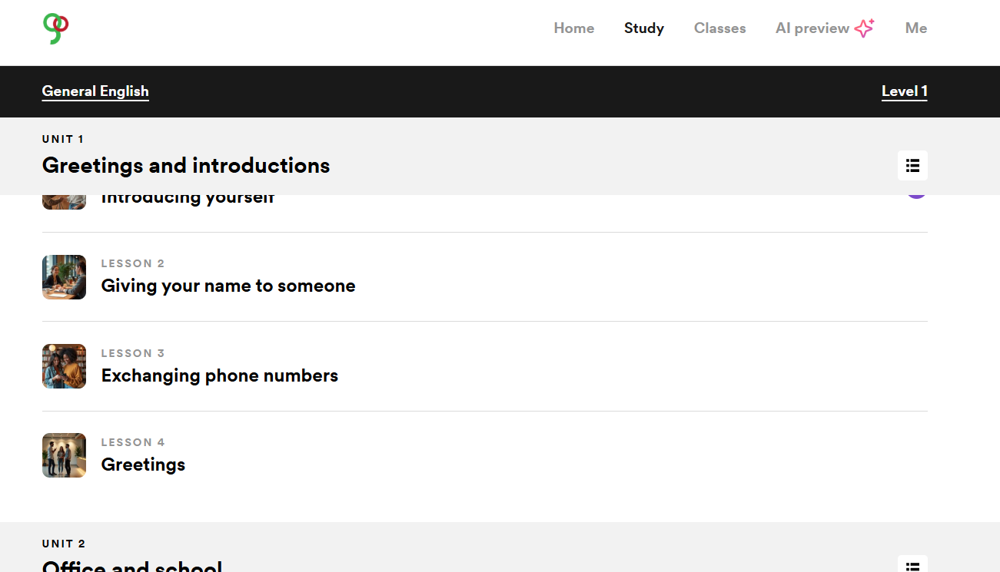 Home
Study
Classes
AI preview
Me
General English
Level 1
UNIT 1
Greetings and introductions
Introducing yourself
LESSON 2
Giving your name to someone
LESSON 3
Exchanging phone numbers
LESSON 4
Greetings
UNIT 2
Office and school